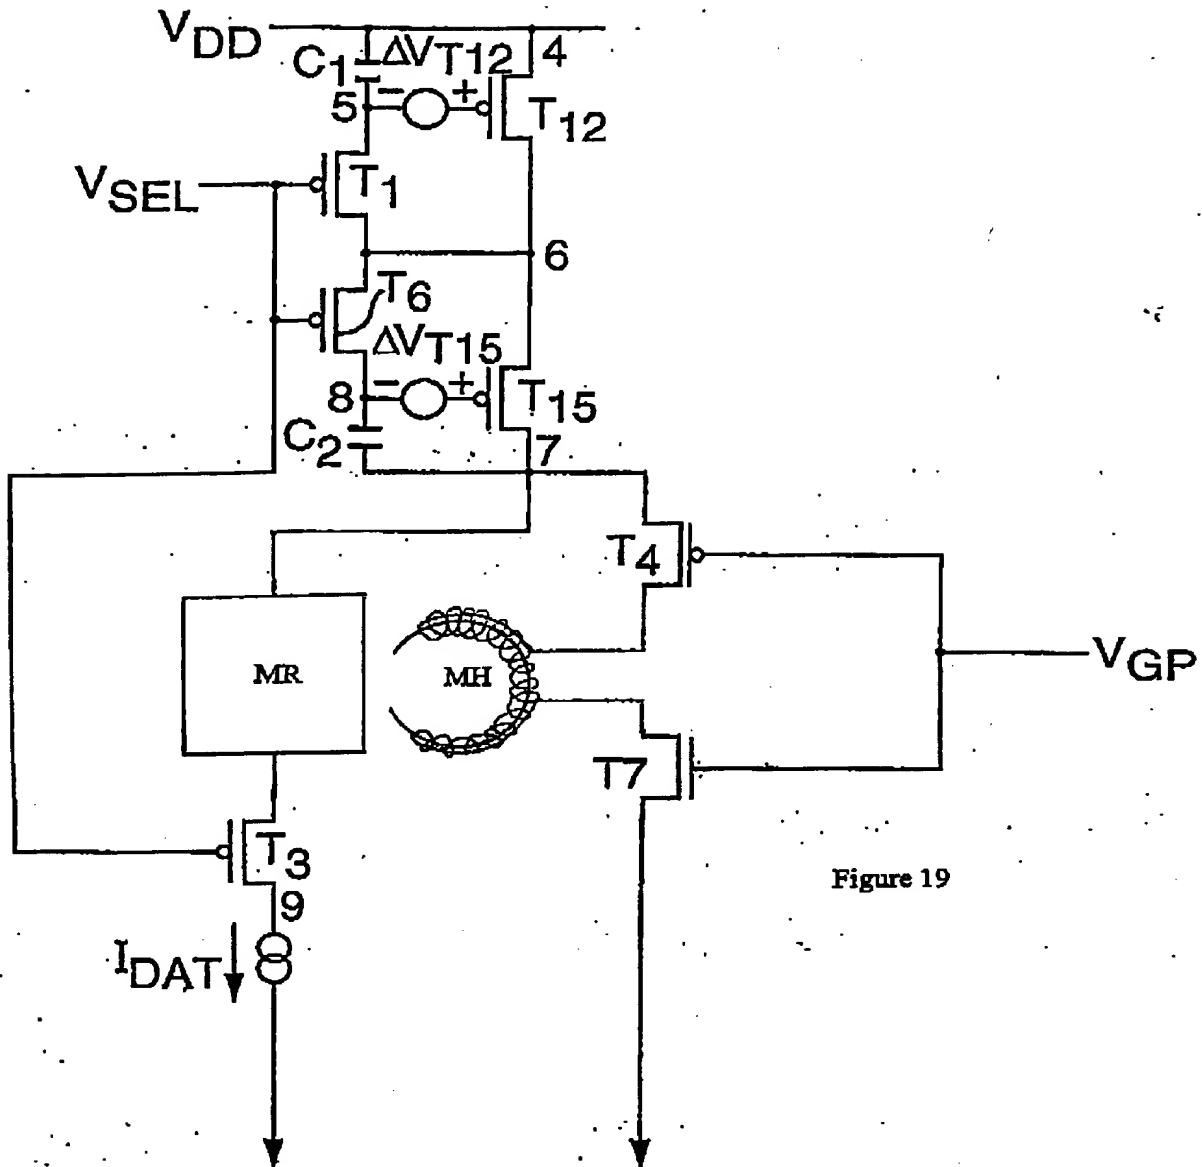 VDD
C1
ΔVT12
4
5
−
+
T12
VSEL
T1
6
T6
ΔVT15
8
−
+
T15
C2
7
T4
MR
MH
VGP
T7
T3
9
IDAT
Figure 19